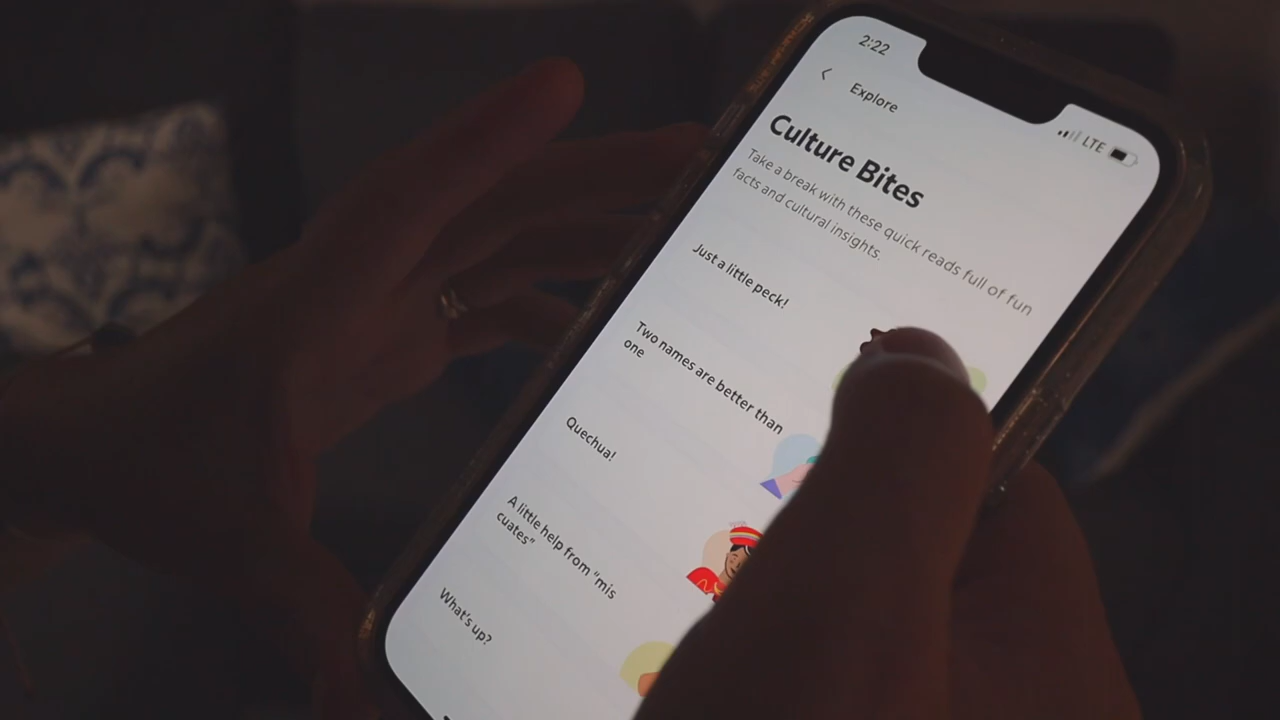 2:22
LTE
Explore
Culture Bites
Take a break with these quick reads full of fun
facts and cultural insights.
Just a little peck!
Two names are better than
one
Quechua!
A little help from “mis
cuates”
What's up?